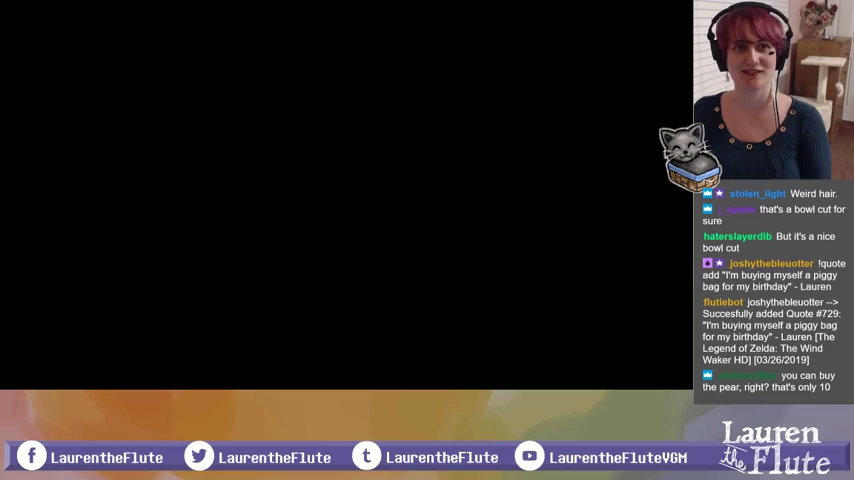 stolen_light Weird hair.
that's a bowl cut for
sure
haterslayerdlb But it's a nice
bowl cut
joshythebleuotter !quote
add "I'm buying myself a piggy
bag for my birthday" - Lauren
flutiebot joshythebleuotter -->
Succesfully added Quote #729:
"I'm buying myself a piggy bag
for my birthday" - Lauren [The
Legend of Zelda: The Wind
Waker HD] [03/26/2019]
you can buy
the pear, right? that's only 10
Lauren
the Flute
f LaurentheFlute LaurentheFlute t LaurentheFlute LaurentheFluteVGM